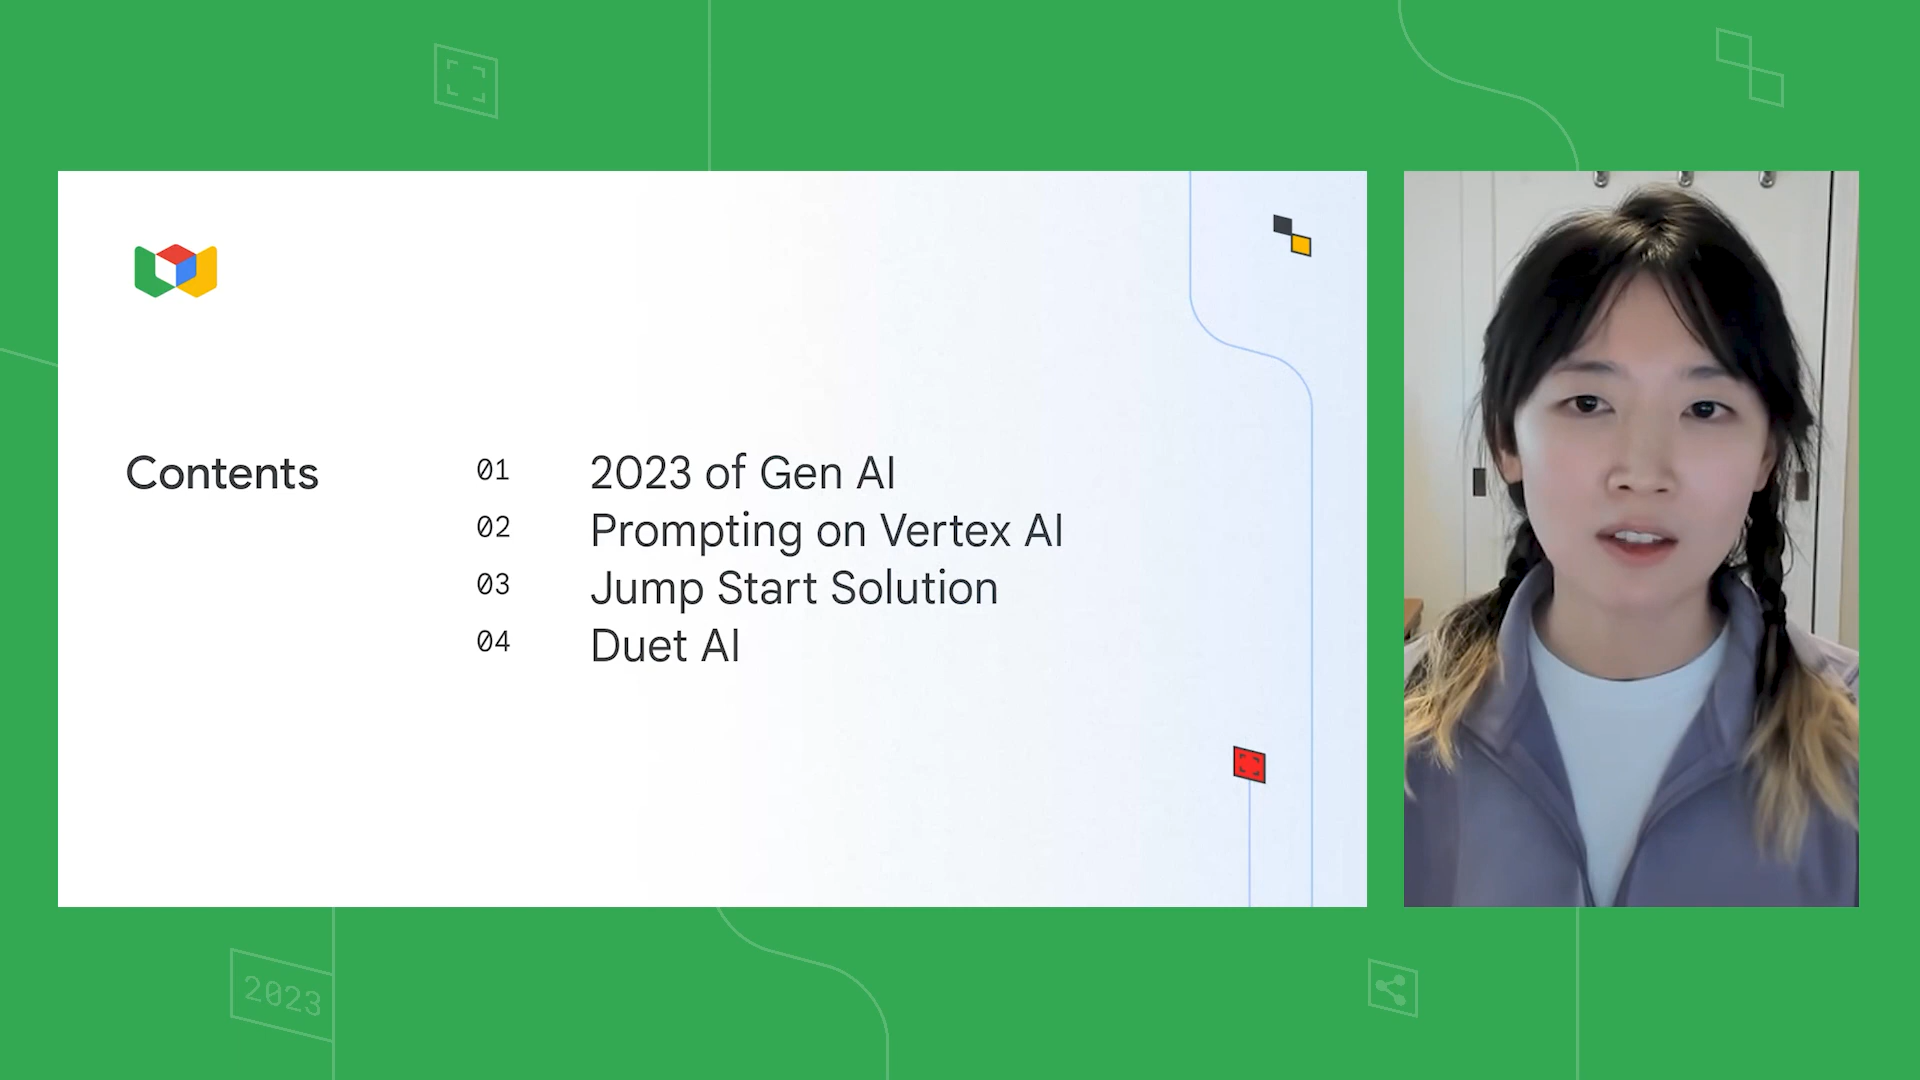 Contents
01 2023 of Gen AI
02 Prompting on Vertex AI
03 Jump Start Solution
04 Duet AI
2023